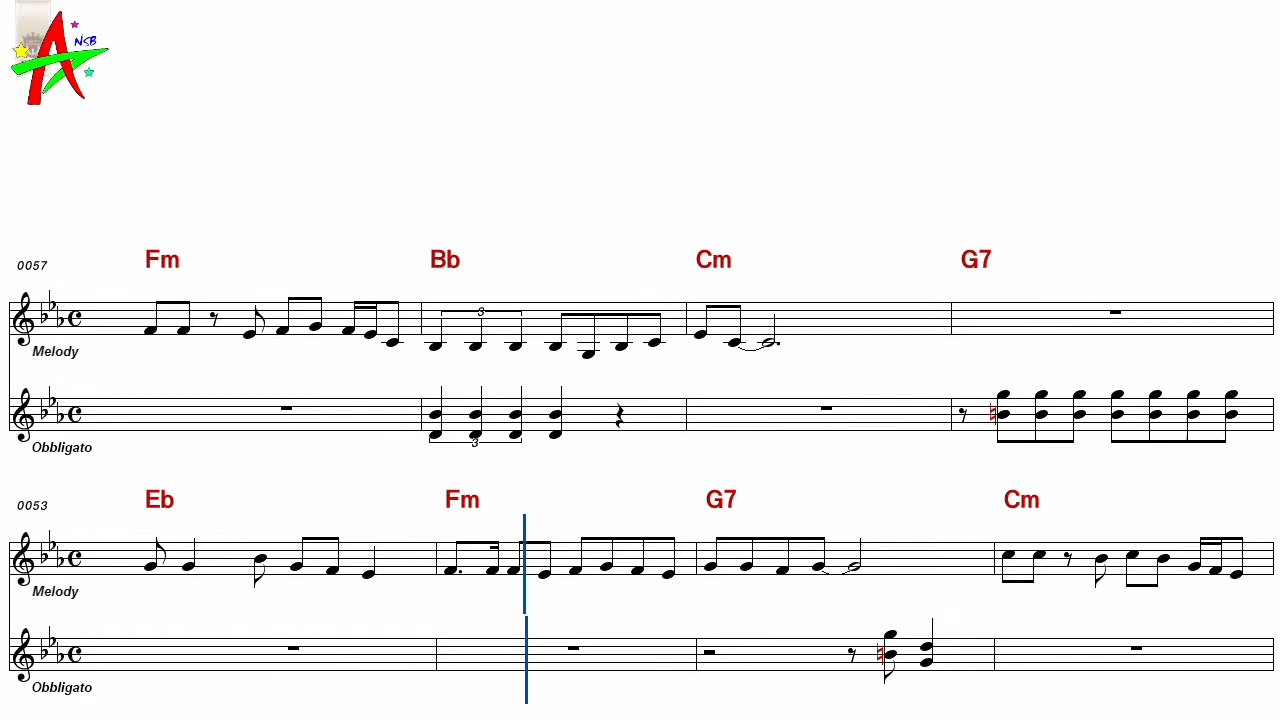 NSB
Fm Bb Cm G7
0057
3
Melody
3
Obbligato
Eb Fm G7 Cm
0053
Melody
Obbligato